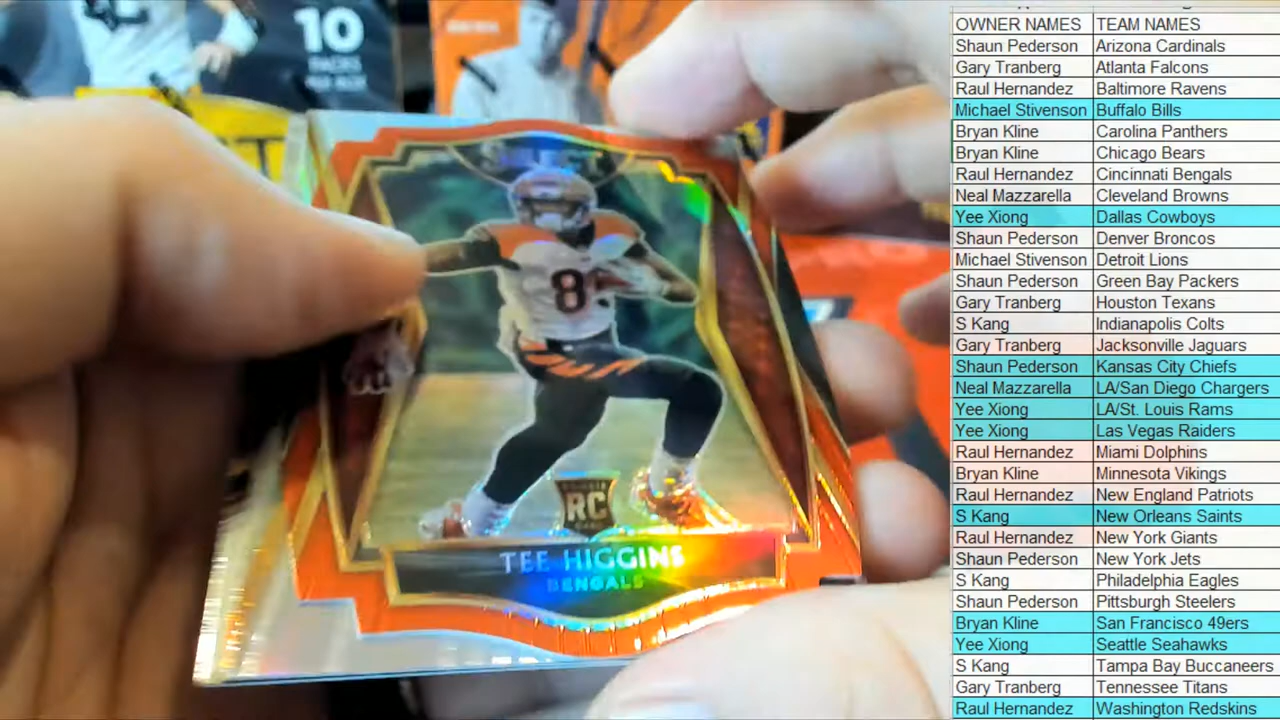 10
PACKS
PER BOX
8
RC
TEE HIGGINS
BENGALS
OWNER NAMES TEAM NAMES
Shaun Pederson Arizona Cardinals
Gary Tranberg Atlanta Falcons
Raul Hernandez Baltimore Ravens
Michael Stivenson Buffalo Bills
Bryan Kline Carolina Panthers
Bryan Kline Chicago Bears
Raul Hernandez Cincinnati Bengals
Neal Mazzarella Cleveland Browns
Yee Xiong Dallas Cowboys
Shaun Pederson Denver Broncos
Michael Stivenson Detroit Lions
Shaun Pederson Green Bay Packers
Gary Tranberg Houston Texans
S Kang Indianapolis Colts
Gary Tranberg Jacksonville Jaguars
Shaun Pederson Kansas City Chiefs
Neal Mazzarella LA/San Diego Chargers
Yee Xiong LA/St. Louis Rams
Yee Xiong Las Vegas Raiders
Raul Hernandez Miami Dolphins
Bryan Kline Minnesota Vikings
Raul Hernandez New England Patriots
S Kang New Orleans Saints
Raul Hernandez New York Giants
Shaun Pederson New York Jets
S Kang Philadelphia Eagles
Shaun Pederson Pittsburgh Steelers
Bryan Kline San Francisco 49ers
Yee Xiong Seattle Seahawks
S Kang Tampa Bay Buccaneers
Gary Tranberg Tennessee Titans
Raul Hernandez Washington Redskins